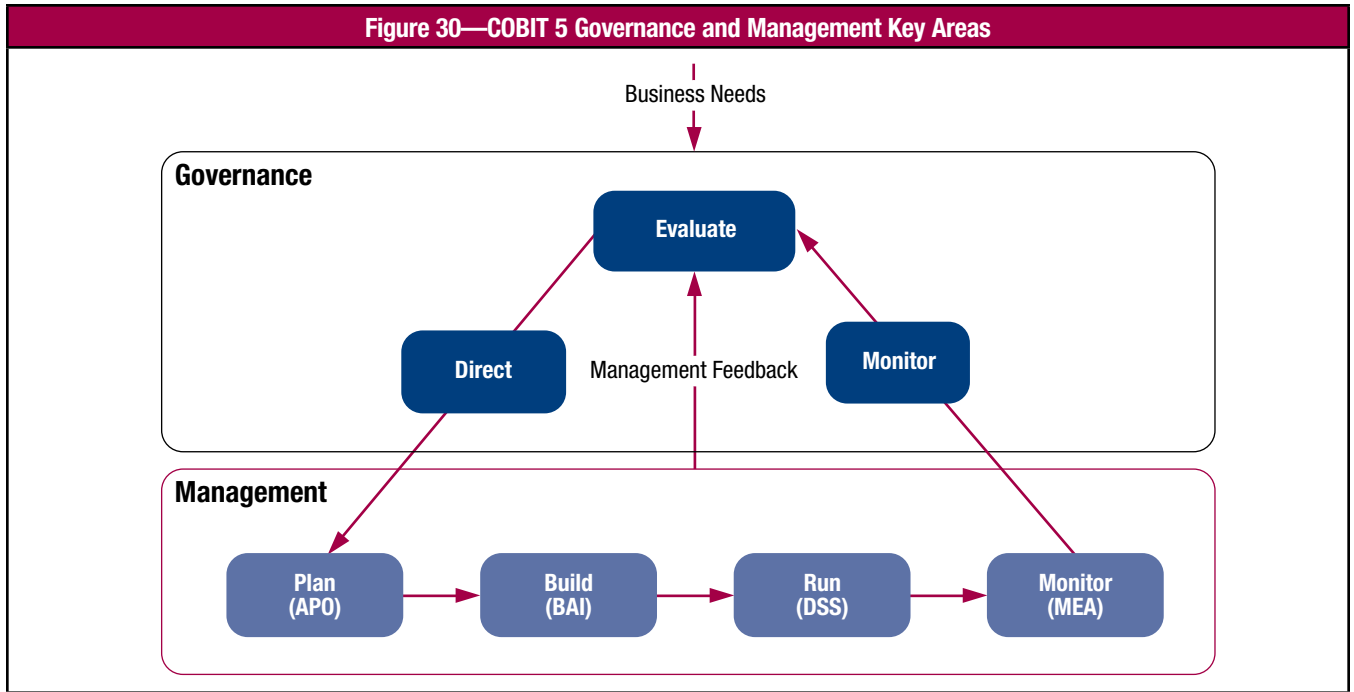 Figure 30—COBIT 5 Governance and Management Key Areas
Business Needs
Governance
Evaluate
Direct
Management Feedback
Monitor
Management
Plan
(APO)
Build
(BAI)
Run
(DSS)
Monitor
(MEA)